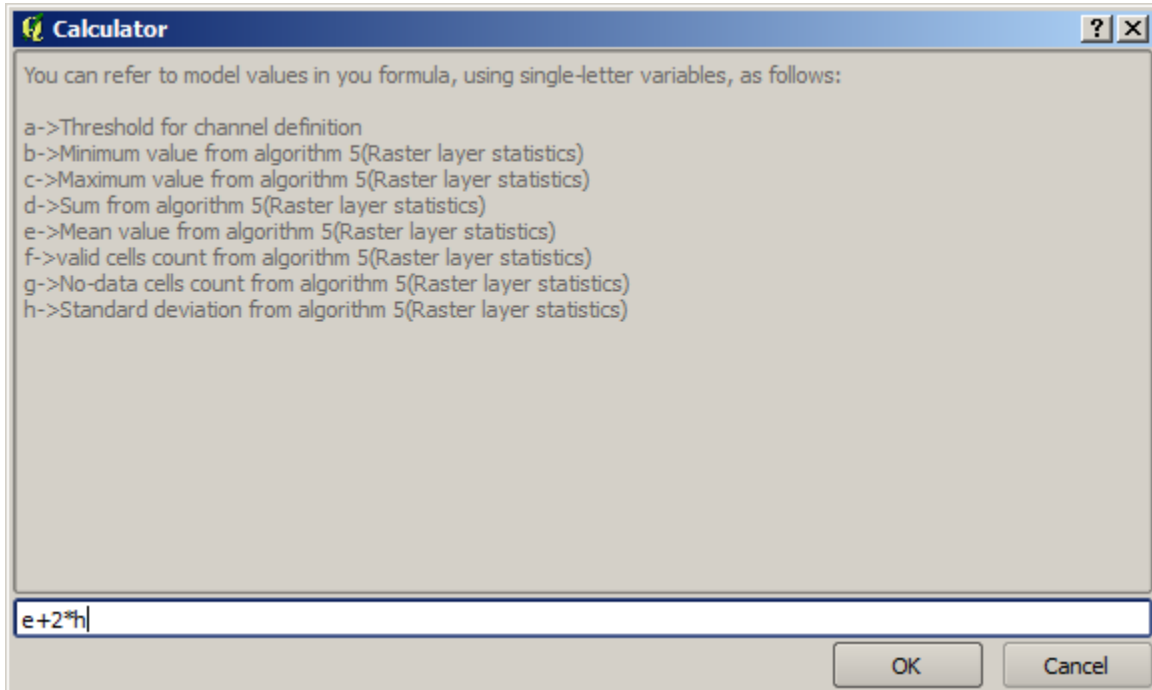 Calculator
You can refer to model values in you formula, using single-letter variables, as follows:
a->Threshold for channel definition
b->Minimum value from algorithm 5(Raster layer statistics)
c->Maximum value from algorithm 5(Raster layer statistics)
d->Sum from algorithm 5(Raster layer statistics)
e->Mean value from algorithm 5(Raster layer statistics)
f->valid cells count from algorithm 5(Raster layer statistics)
g->No-data cells count from algorithm 5(Raster layer statistics)
h->Standard deviation from algorithm 5(Raster layer statistics)
e+2*h
OK Cancel